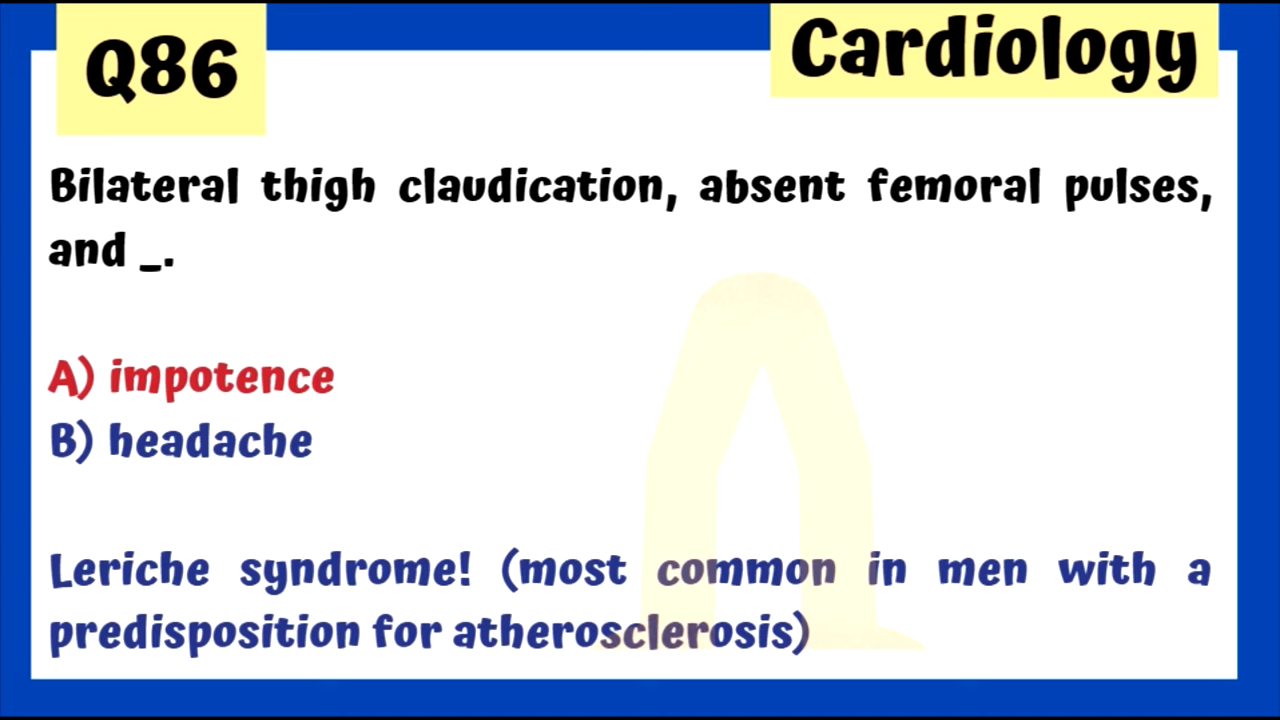 Q86
Cardiology
Bilateral thigh claudication, absent femoral pulses,
and _.
A) impotence
B) headache
Leriche syndrome! (most common in men with a
predisposition for atherosclerosis)